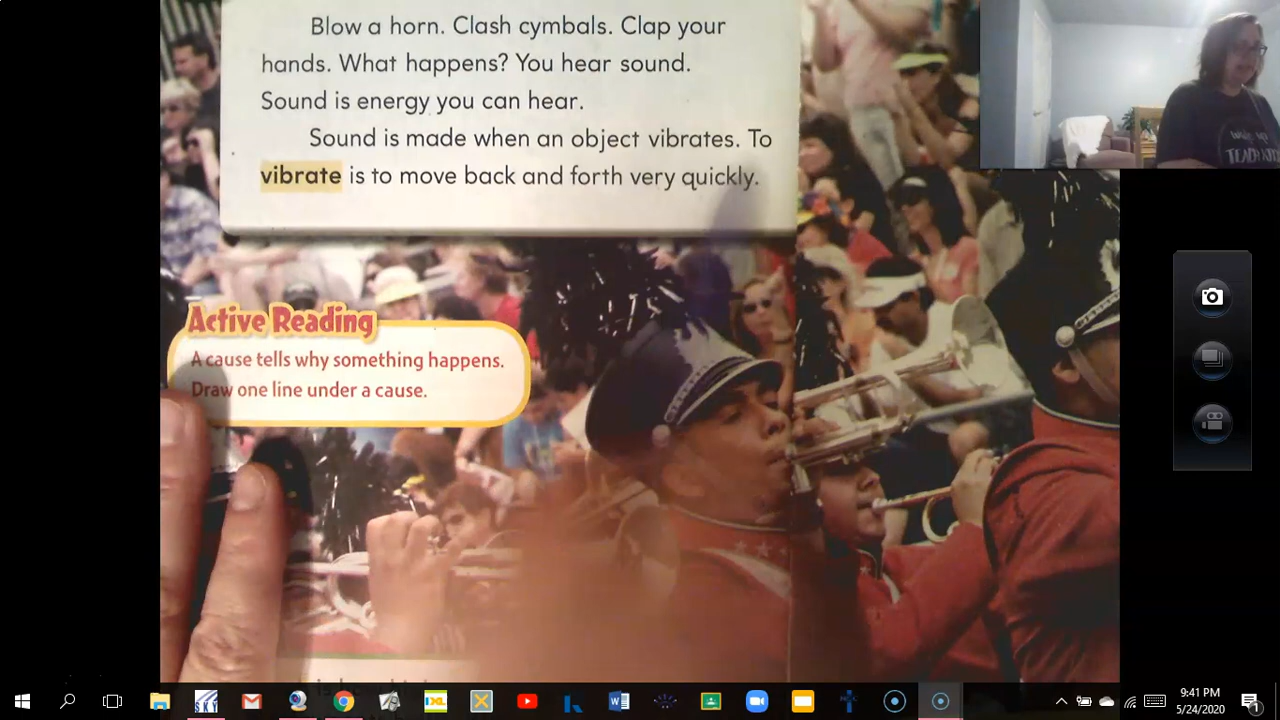 Blow a horn. Clash cymbals. Clap your
hands. What happens? You hear sound.
Sound is energy you can hear.
Sound is made when an object vibrates. To
vibrate is to move back and forth very quickly.
Active Reading
A cause tells why something happens.
Draw one line under a cause.
TEACH KIDS
9:41 PM
5/24/2020